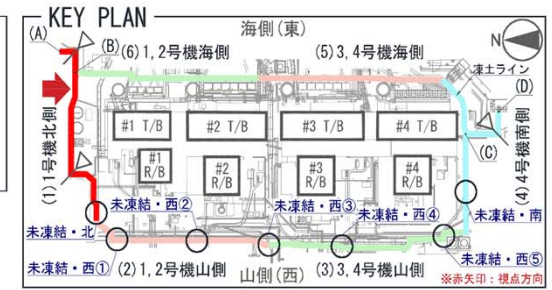 KEY PLAN
海側(東)
N
(A)
(B)
(6) 1,2号機海側
(5) 3,4号機海側
凍土ライン
(D)
(1) 1号機北側
#1 T/B
#2 T/B
#3 T/B
#4 T/B
(C)
(4) 4号機南側
#1
R/B
#2
R/B
#3
R/B
#4
R/B
未凍結・西②
未凍結・西③
未凍結・西④
未凍結・南
未凍結・北
未凍結・西①
(2) 1,2号機山側
山側(西)
(3) 3,4号機山側
未凍結・西⑤
※赤矢印：視点方向